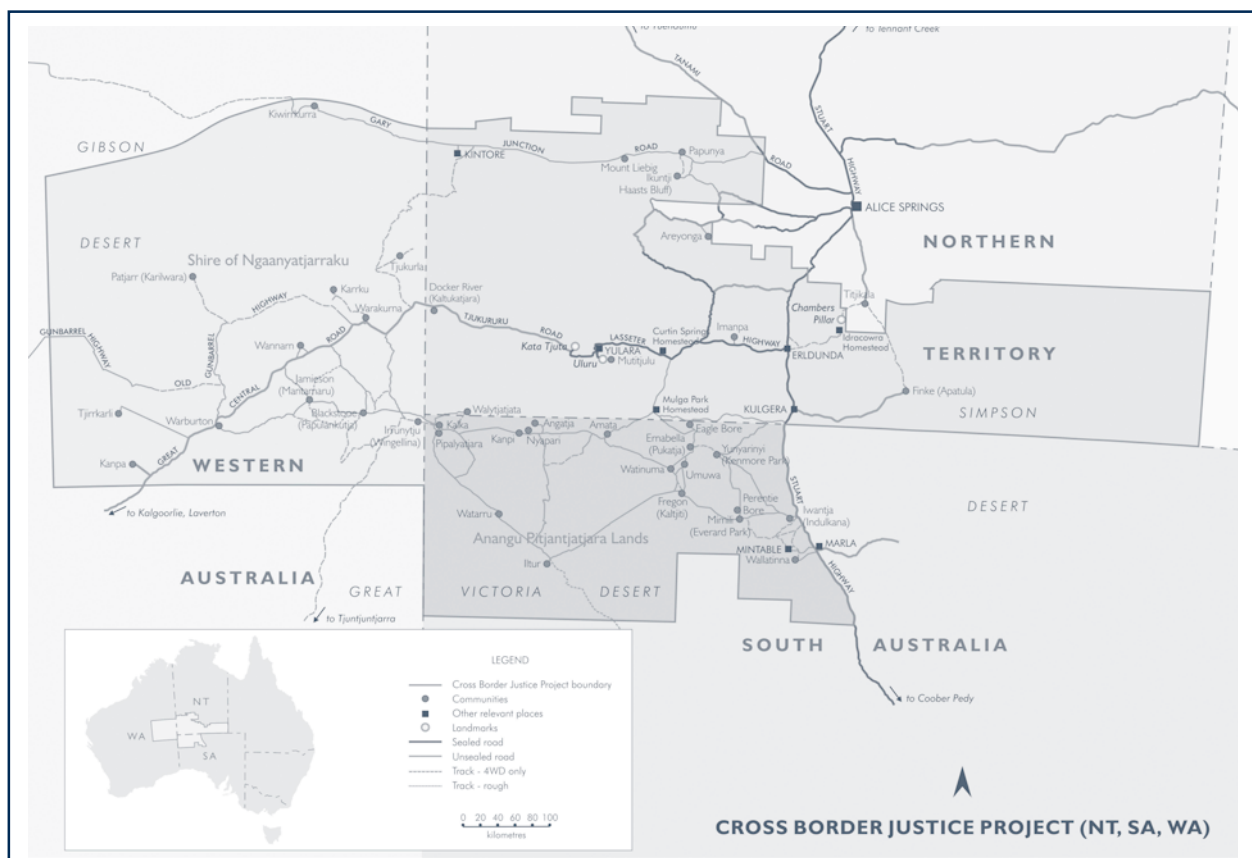 to Yuendumu
to Tennant Creek
TANAMI
STUART
Kiwirrkurra
GARY
GIBSON
JUNCTION
ROAD
KINTORE
Papunya
Mount Liebig
Ikuntji
Haasts Bluff)
ROAD
HIGHWAY
ALICE SPRINGS
Areyonga
NORTHERN
DESERT
Shire of Ngaanyatjarraku
Tjukurla
Patjarr (Karilwara)
Karrku
Docker River
(Kaltukatjara)
Titjikala
Chambers
Pillar
HIGHWAY
Warakurna
TJUKURURU
ROAD
LASSETER
Curtin Springs
Homestead
Imanpa
Idracowra
Homestead
GUNBARREL
HIGHWAY
GUNBARREL
Wannarn
ROAD
Kata Tjuta
YULARA
HIGHWAY
ERLDUNDA
TERRITORY
Uluru
Mutitjulu
OLD
CENTRAL
Jamieson
(Mantamaru)
Finke (Apatula)
Tjirrkarli
Warburton
Blackstone
(Papulankutja)
Walytjatjata
Mulga Park
Homestead
KULGERA
SIMPSON
Irrunytju
(Wingellina)
Kalka
Pipalyatjara
Kanpi
Angatja
Nyapari
Amata
Eagle Bore
Ernabella
(Pukatja)
Yunyarinyi
(Kenmore Park)
Kanpa
GREAT
WESTERN
Watinuma
Umuwa
STUART
to Kalgoorlie, Laverton
Fregon
(Kaltjiti)
Perentie
Bore
DESERT
Watarru
Mimili
(Everard Park)
Iwantja
(Indulkana)
Anangu Pitjantjatjara Lands
MINTABLE
MARLA
Wallatinna
Iltur
AUSTRALIA
GREAT
VICTORIA
DESERT
HIGHWAY
to Tjuntjuntjarra
SOUTH
AUSTRALIA
to Coober Pedy
LEGEND
Cross Border Justice Project boundary
Communities
Other relevant places
Landmarks
Sealed road
Unsealed road
Track - 4WD only
Track - rough
0 20 40 60 80 100
kilometres
NT
WA
SA
CROSS BORDER JUSTICE PROJECT (NT, SA, WA)